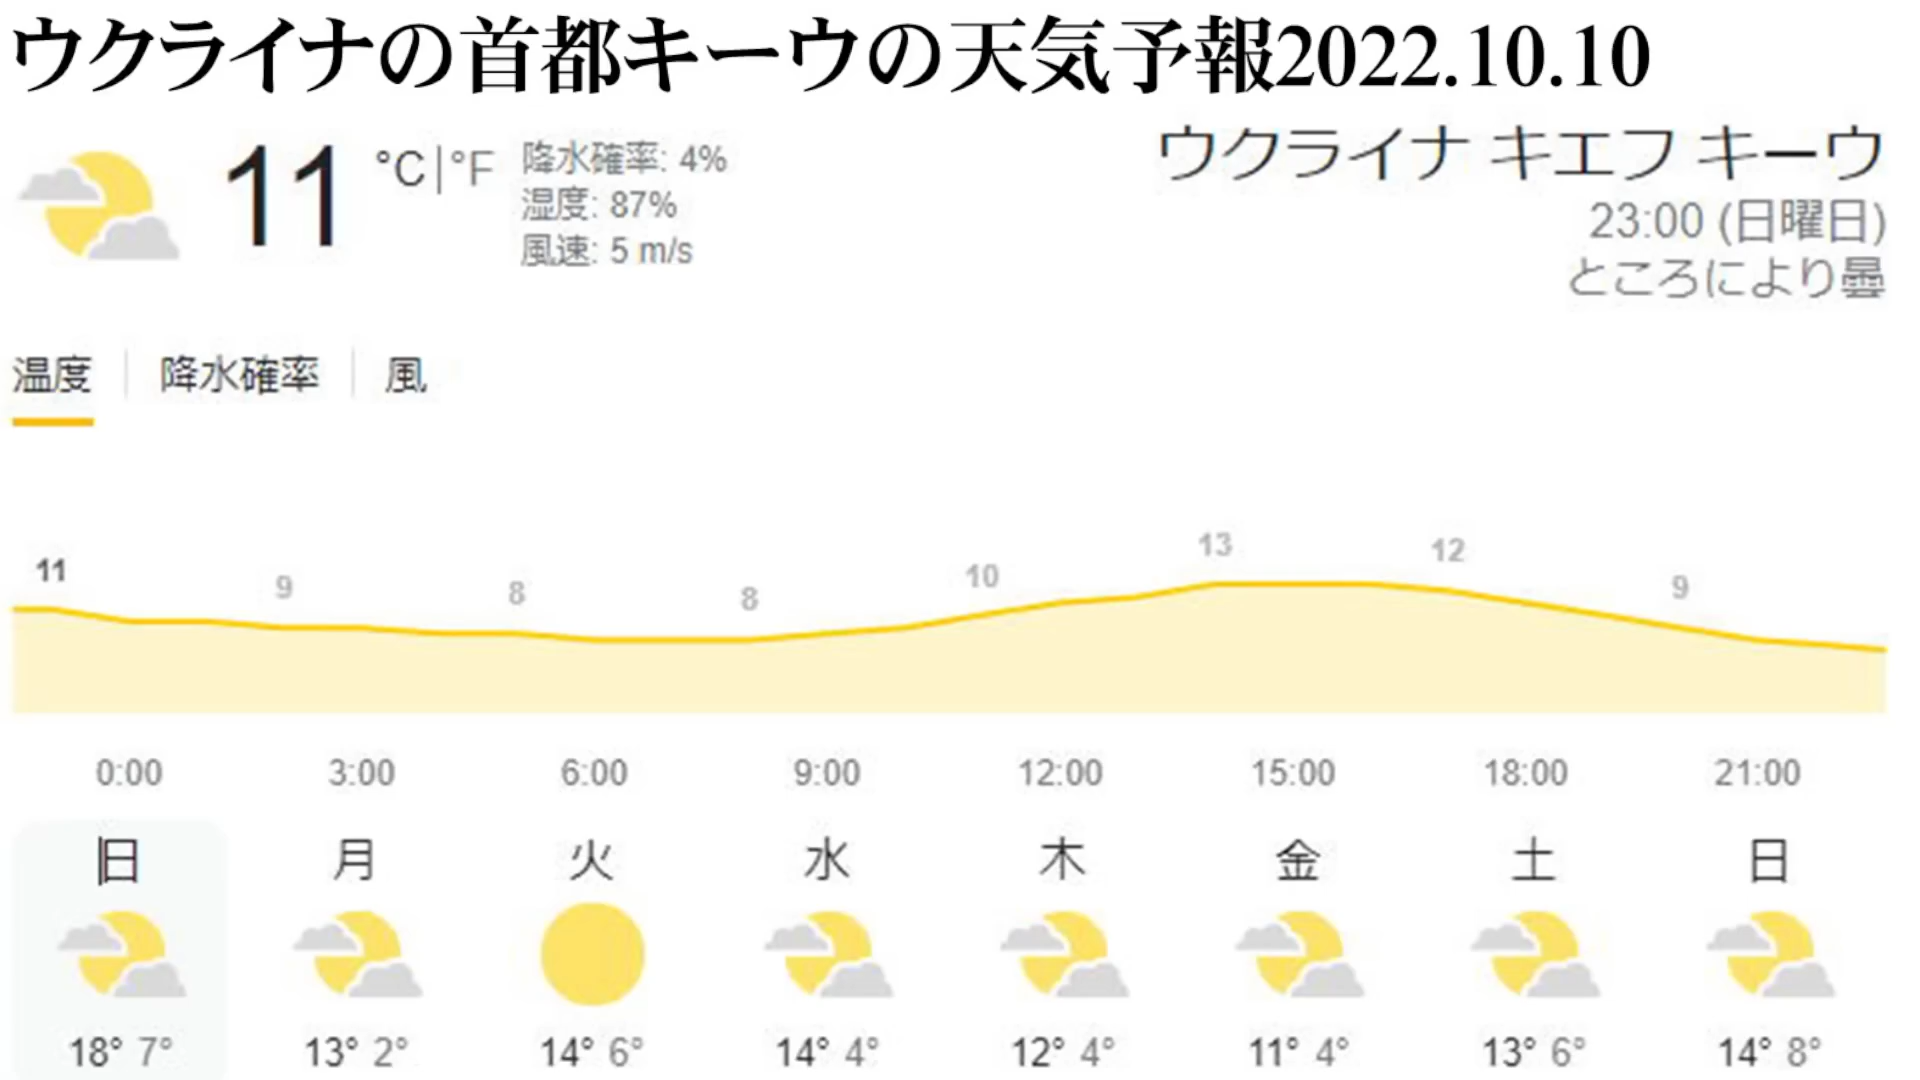 ウクライナの首都キーウの天気予報2022.10.10
11 °C|°F
降水確率: 4%
湿度: 87%
風速: 5 m/s
ウクライナ キエフ キーウ
23:00 (日曜日)
ところにより曇
温度 降水確率 風
11 9 8 8 10 13 12 9
0:00 3:00 6:00 9:00 12:00 15:00 18:00 21:00
日 月 火 水 木 金 土 日
18° 7° 13° 2° 14° 6° 14° 4° 12° 4° 11° 4° 13° 6° 14° 8°